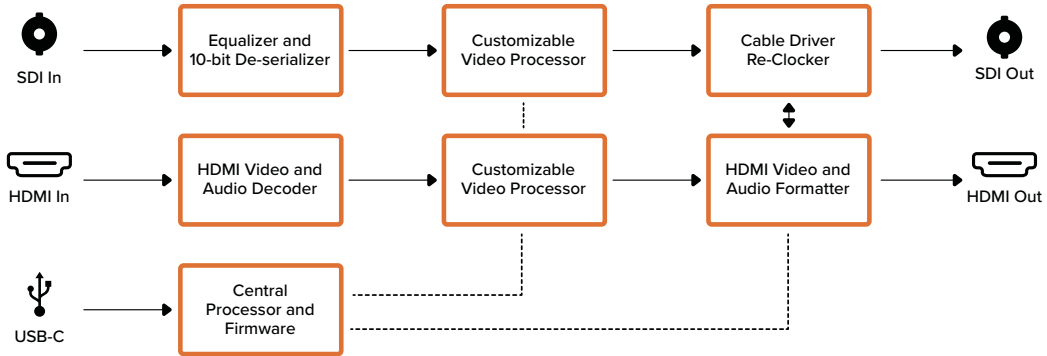 SDI In
Equalizer and
10-bit De-serializer
Customizable
Video Processor
Cable Driver
Re-Clocker
SDI Out
HDMI In
HDMI Video and
Audio Decoder
Customizable
Video Processor
HDMI Video and
Audio Formatter
HDMI Out
USB-C
Central
Processor and
Firmware